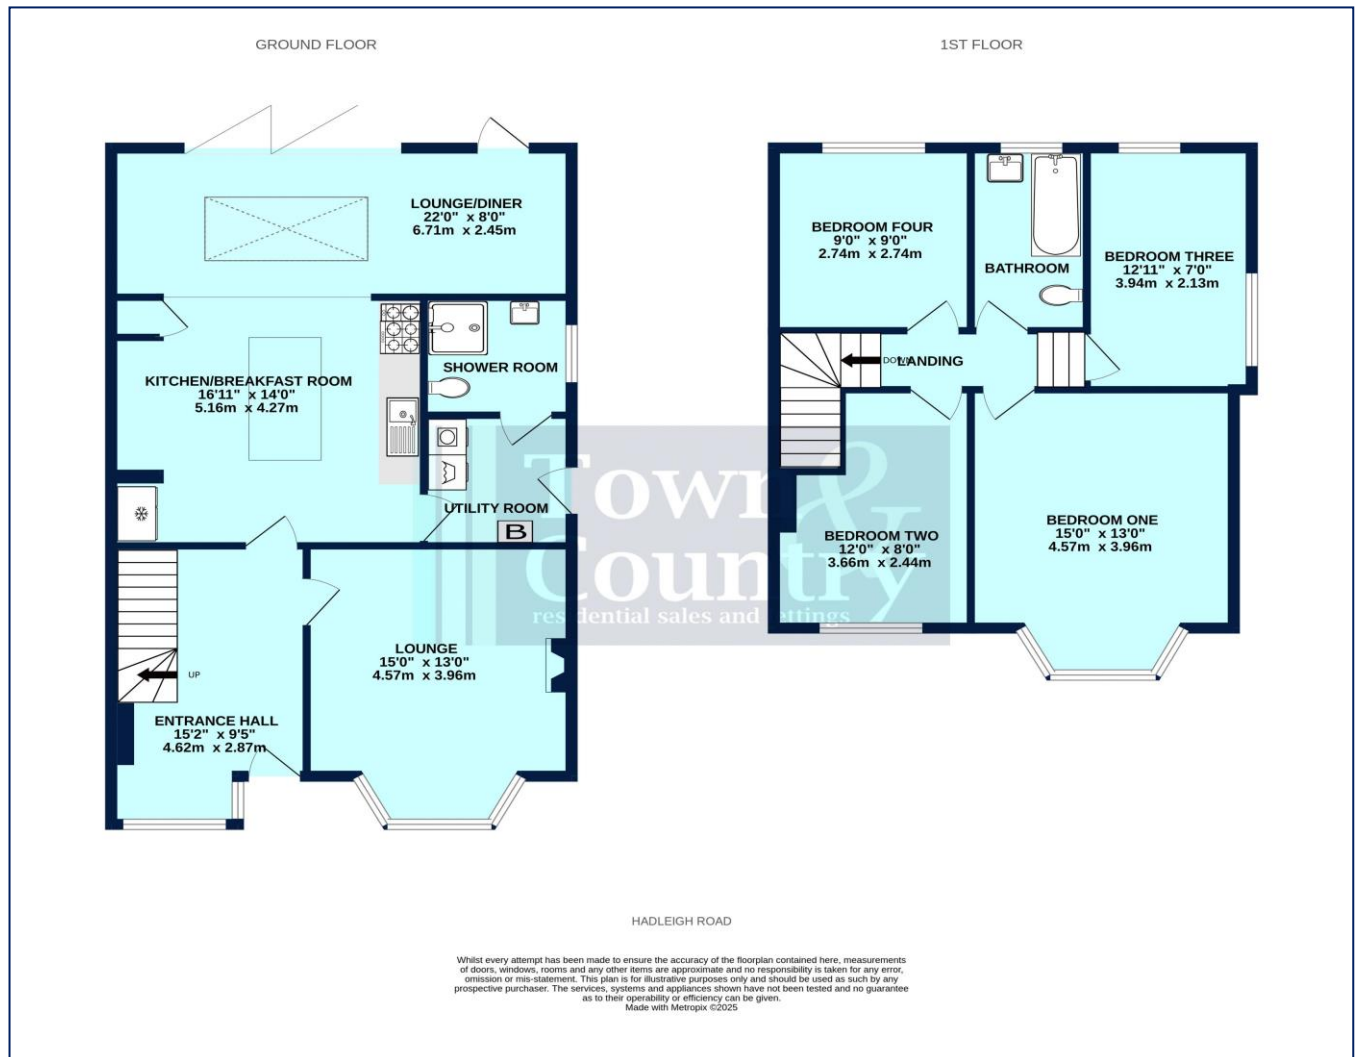 GROUND FLOOR
1ST FLOOR
LOUNGE/DINER
22'0" x 8'0"
6.71m x 2.45m
KITCHEN/BREAKFAST ROOM
16'11" x 14'0"
5.16m x 4.27m
SHOWER ROOM
UTILITY ROOM
B
LOUNGE
15'0" x 13'0"
4.57m x 3.96m
UP
ENTRANCE HALL
15'2" x 9'5"
4.62m x 2.87m
BEDROOM FOUR
9'0" x 9'0"
2.74m x 2.74m
BATHROOM
BEDROOM THREE
12'11" x 7'0"
3.94m x 2.13m
DOWN
LANDING
BEDROOM TWO
12'0" x 8'0"
3.66m x 2.44m
BEDROOM ONE
15'0" x 13'0"
4.57m x 3.96m
Town &
Country
residential sales and lettings
HADLEIGH ROAD
Whilst every attempt has been made to ensure the accuracy of the floorplan contained here, measurements
of doors, windows, rooms and any other items are approximate and no responsibility is taken for any error,
omission or mis-statement. This plan is for illustrative purposes only and should be used as such by any
prospective purchaser. The services, systems and appliances shown have not been tested and no guarantee
as to their operability or efficiency can be given.
Made with Metropix ©2025